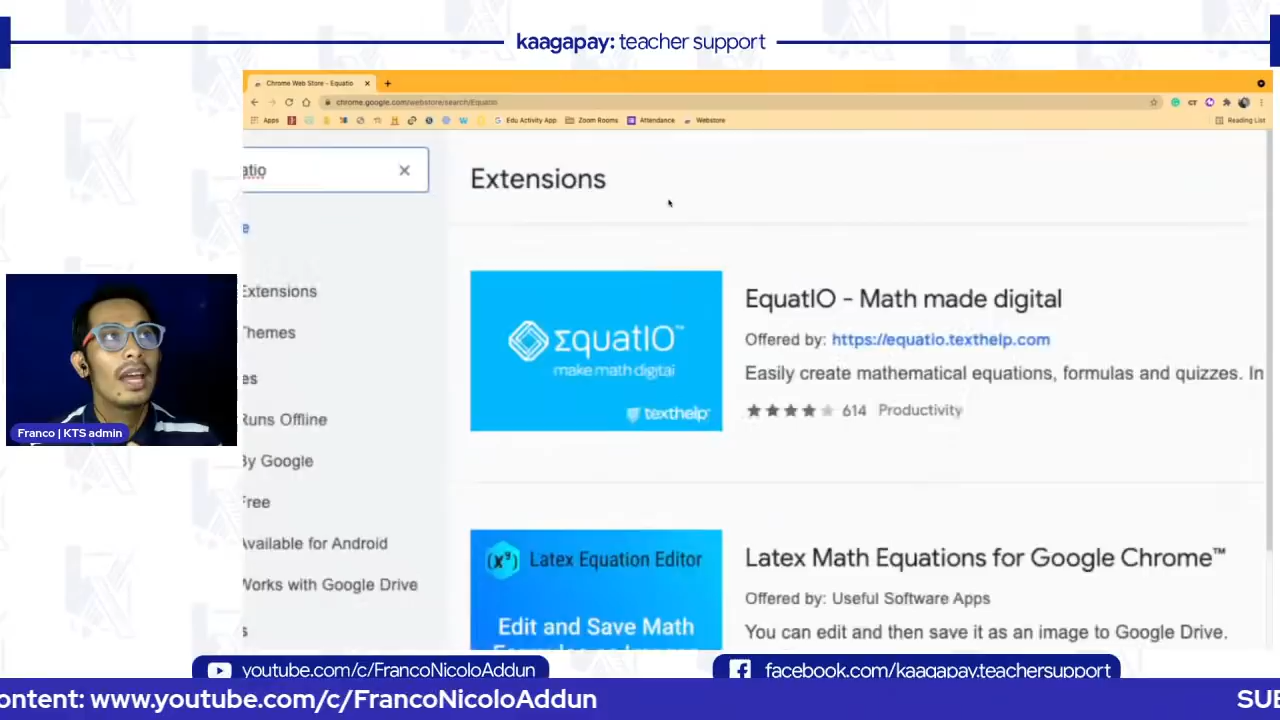 kaagapay: teacher support
Chrome Web Store - Equatio
chrome.google.com/webstore/search/Equatio
Apps
Edu Activity App
Zoom Rooms
Attendance
Webstore
Reading List
atio
Extensions
e
Extensions
Themes
es
Runs Offline
By Google
Free
Available for Android
Works with Google Drive
s
ΣquatIO™
make math digital
texthelp
EquatIO - Math made digital
Offered by: https://equatio.texthelp.com
Easily create mathematical equations, formulas and quizzes. In
614 Productivity
(x³) Latex Equation Editor
Edit and Save Math
Latex Math Equations for Google Chrome™
Offered by: Useful Software Apps
You can edit and then save it as an image to Google Drive.
Franco | KTS admin
youtube.com/c/FrancoNicoloAddun
facebook.com/kaagapay.teachersupport
ontent: www.youtube.com/c/FrancoNicoloAddun
SUB